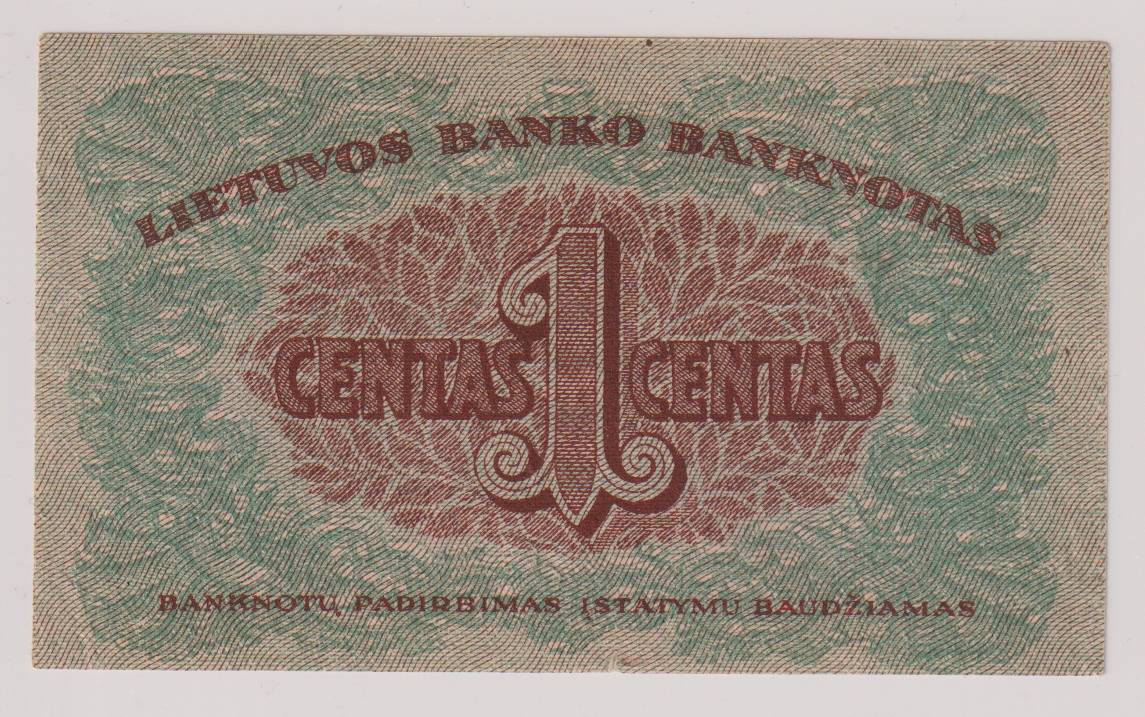 LIETUVOS BANKO BANKNOTAS
CENTAS 1 CENTAS
BANKNOTŲ PADIRBIMAS ĮSTATYMU BAUDŽIAMAS